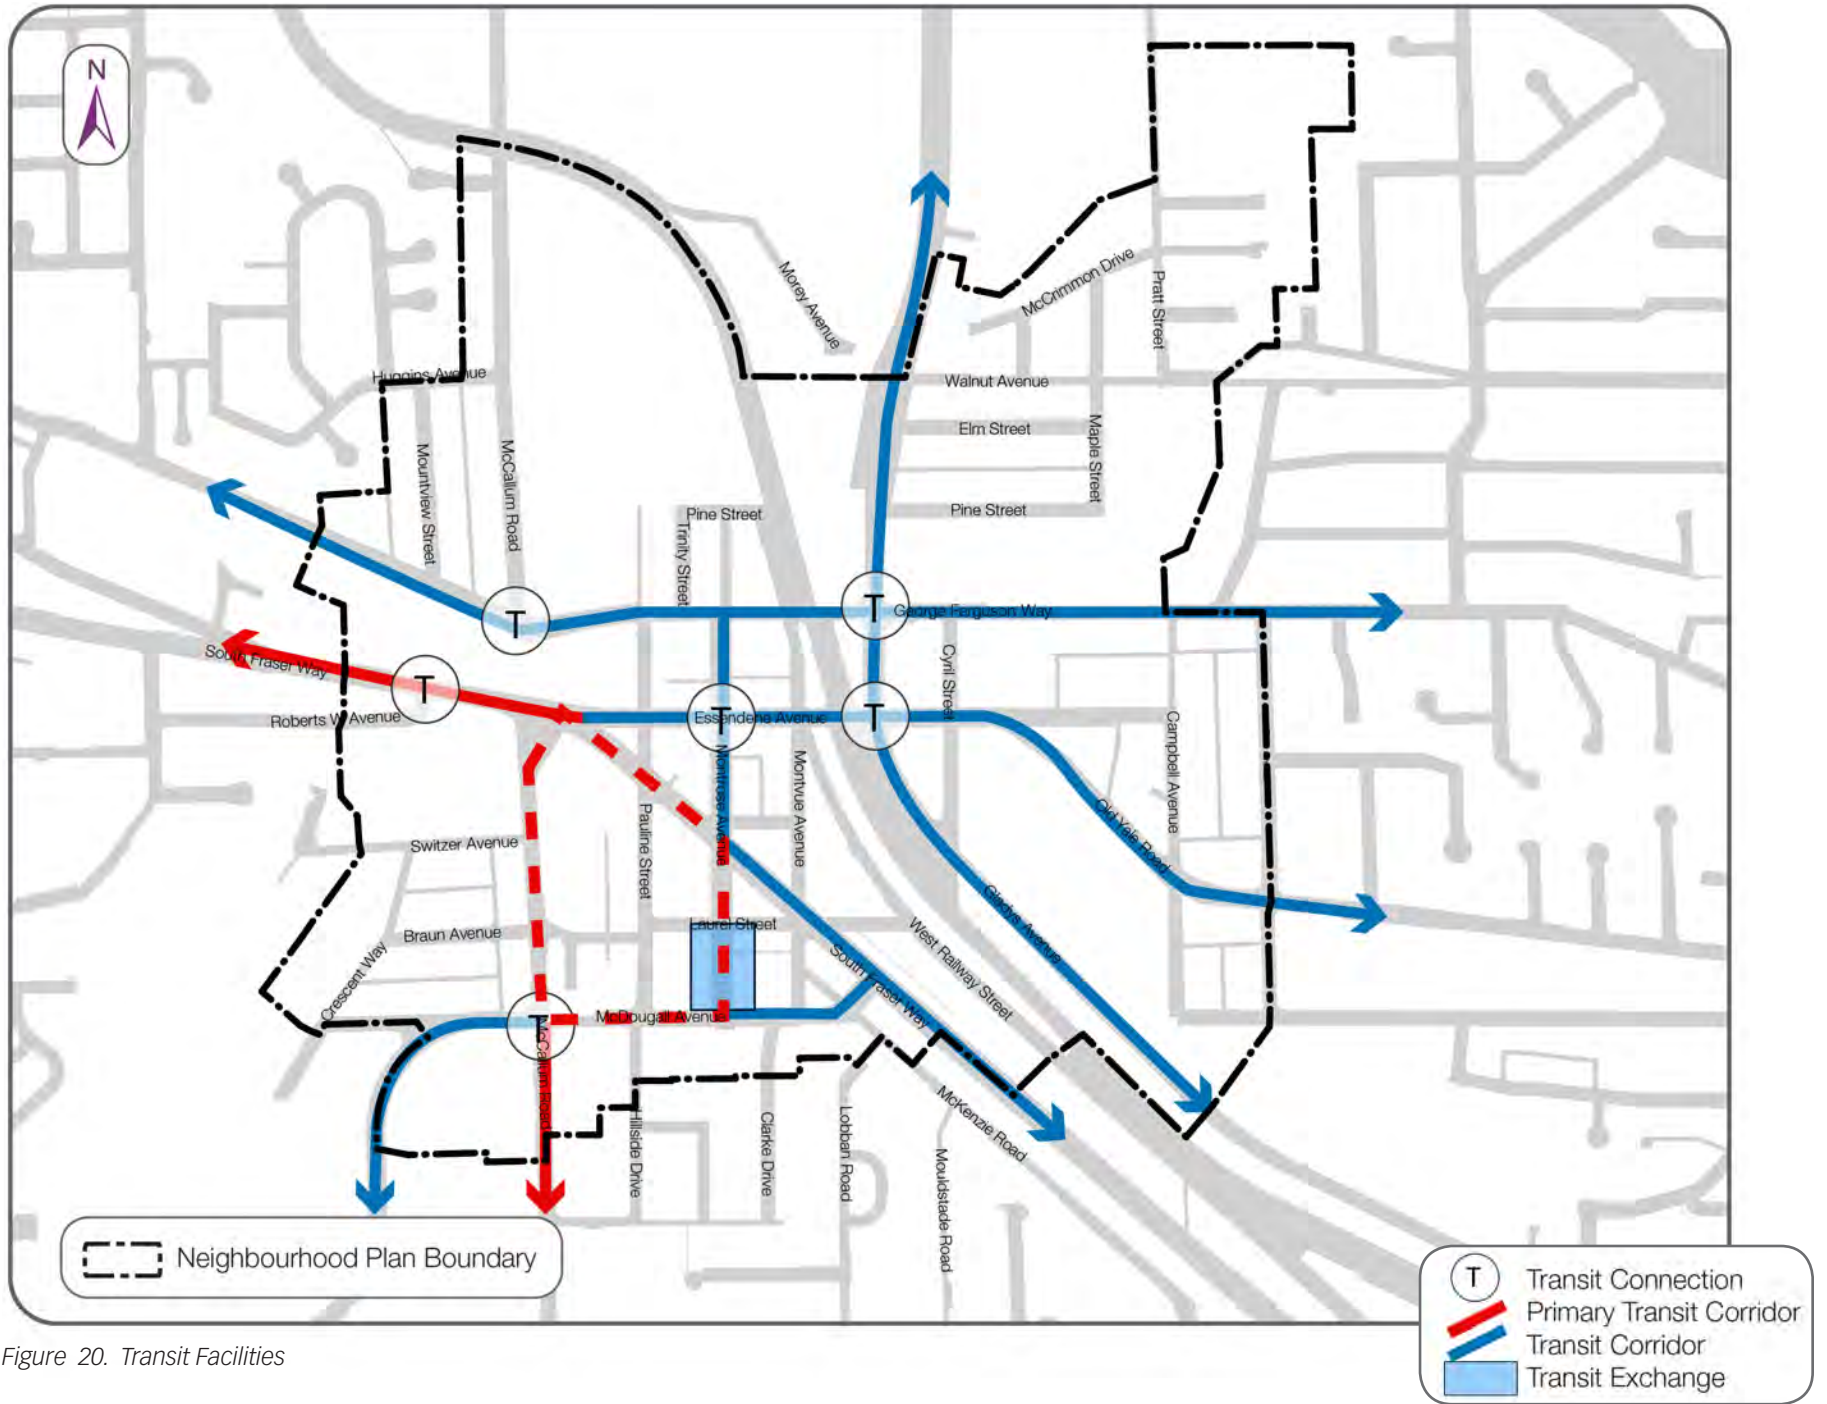 N
Morey Avenue
McCrimmon Drive
Pratt Street
Huggins Avenue
Walnut Avenue
Elm Street
Maple Street
Mountview Street
McCallum Road
Pine Street
Pine Street
Trinity Street
T
T
George Ferguson Way
South Fraser Way
T
Cyril Street
Roberts W Avenue
T
Essendene Avenue
T
Campbell Avenue
Montrose Avenue
Montvue Avenue
Pauline Street
Old Yale Road
Switzer Avenue
Gladys Avenue
Laurel Street
Braun Avenue
Crescent Way
South Fraser Way
West Railway Street
T
McDougall Avenue
McCallum Road
Hillside Drive
Clarke Drive
Lobban Road
McKenzie Road
Mouldstade Road
Neighbourhood Plan Boundary
T Transit Connection
Primary Transit Corridor
Transit Corridor
Transit Exchange
Figure 20. Transit Facilities